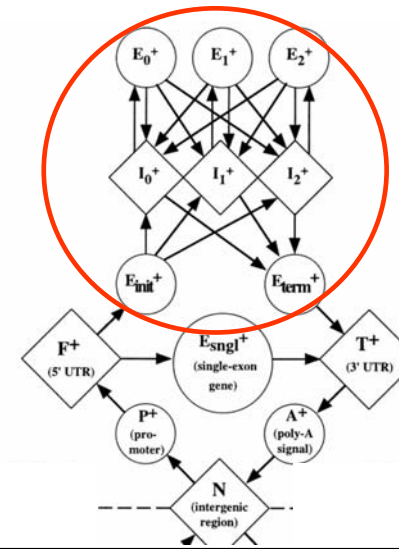 E₀⁺ E₁⁺ E₂⁺
I₀⁺ I₁⁺ I₂⁺
Einit⁺ Eterm⁺
Esngl⁺
(single-exon
gene)
F⁺
(5' UTR)
T⁺
(3' UTR)
P⁺
(pro-
moter)
A⁺
(poly-A
signal)
N
(intergenic
region)